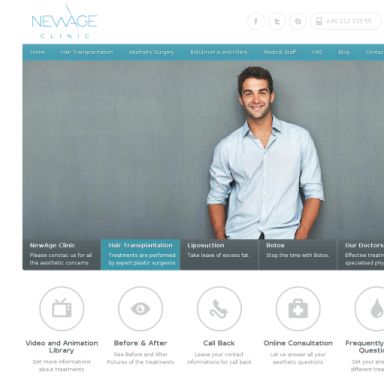 NEWAGE
CLINIC
+90 212 215 55
Home Hair Transplantation Aesthetic Surgery Botulinum A and Fillers Medical Staff FAQ Blog Contac
NewAge Clinic
Please conctac us for all
the aesthetic concerns
Hair Transplantation
Treatments are performed
by expert plastic surgeons
Liposuction
Take leave of excess fat.
Botox
Stop the time with Botox.
Our Doctors
Effective treatm
specialised phy
Video and Animation
Library
Get more informations
about treatments
Before & After
See Before and After
Pictures of the treatments
Call Back
Leave your contact
informations for call back
Online Consultation
Let us answer all your
aesthetic questions
Frequently
Questio
Get your ans
different trea